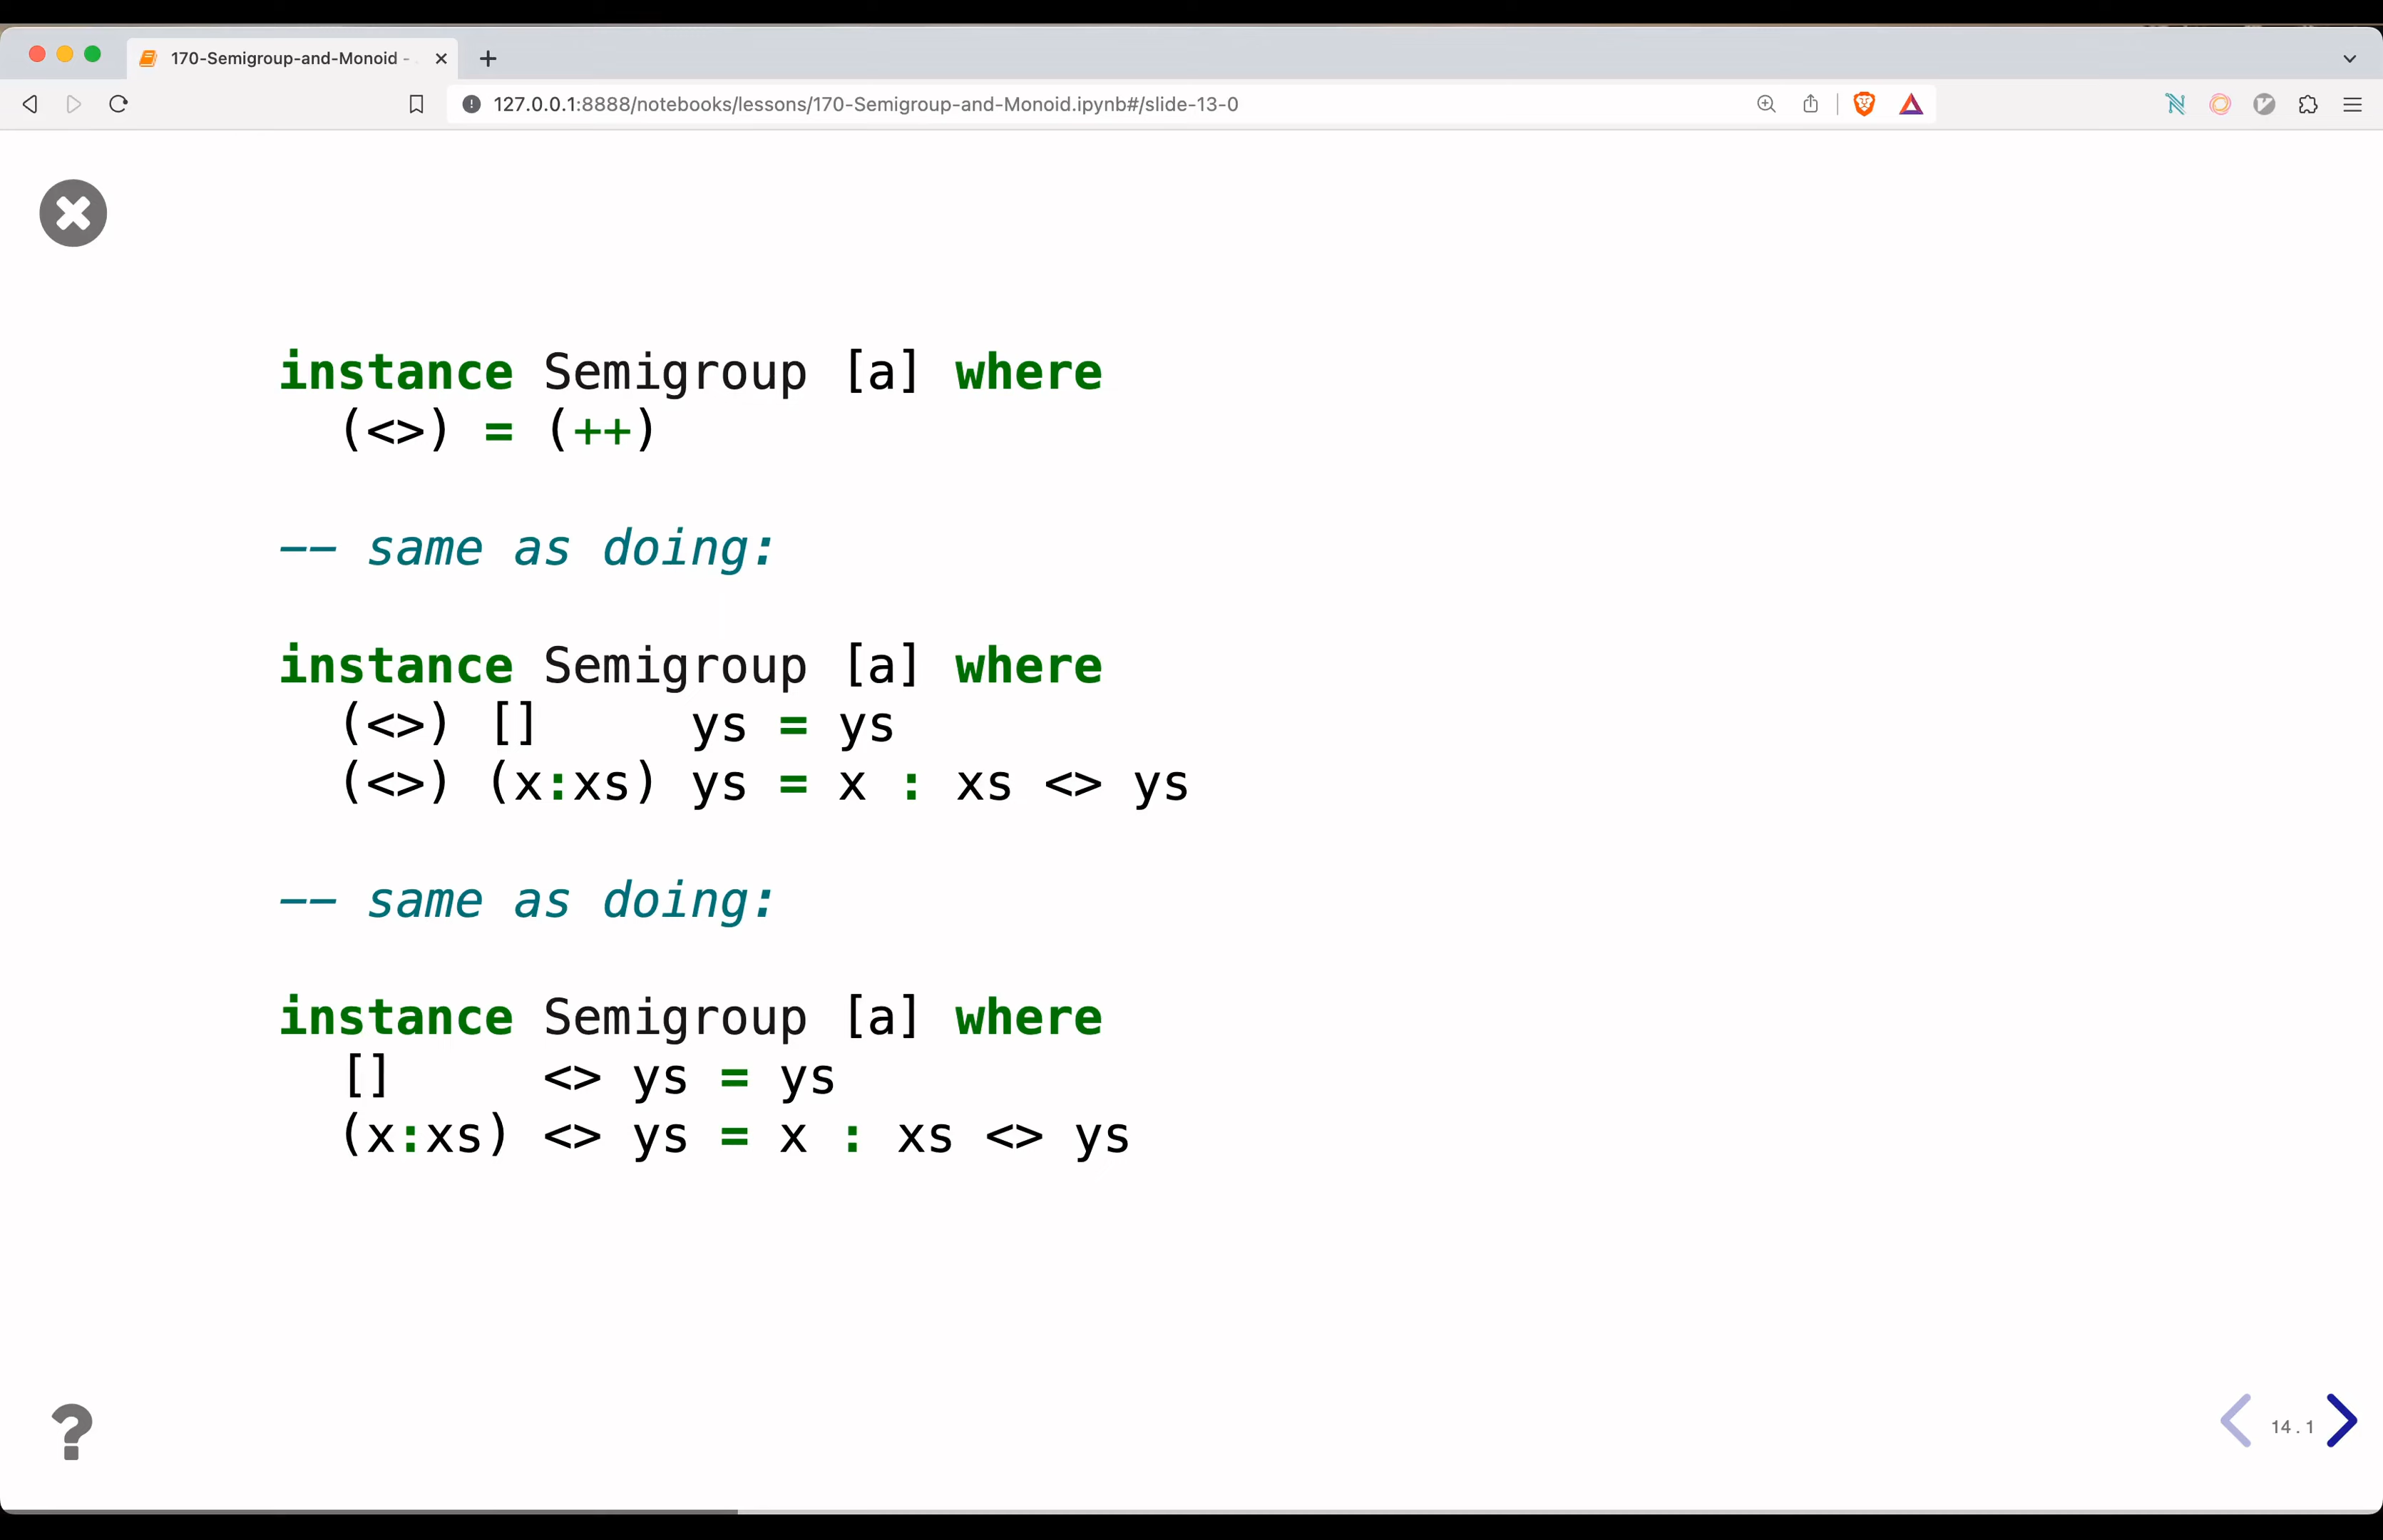 170-Semigroup-and-Monoid -
127.0.0.1:8888/notebooks/lessons/170-Semigroup-and-Monoid.ipynb#/slide-13-0
instance Semigroup [a] where
  (<>) = (++)
-- same as doing:
instance Semigroup [a] where
  (<>) []     ys = ys
  (<>) (x:xs) ys = x : xs <> ys
-- same as doing:
instance Semigroup [a] where
  []     <> ys = ys
  (x:xs) <> ys = x : xs <> ys
?
14 . 1